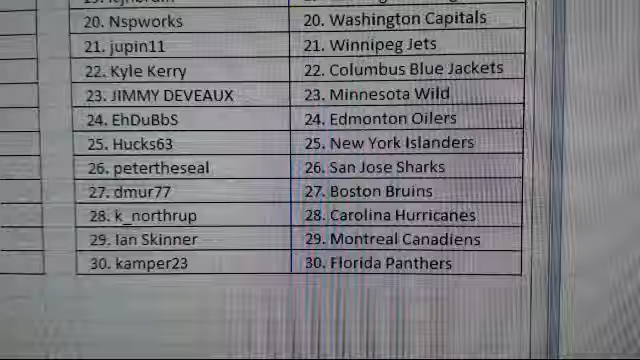 20. Nspworks 20. Washington Capitals
21. jupin11 21. Winnipeg Jets
22. Kyle Kerry 22. Columbus Blue Jackets
23. JIMMY DEVEAUX 23. Minnesota Wild
24. EhDuBbS 24. Edmonton Oilers
25. Hucks63 25. New York Islanders
26. petertheseal 26. San Jose Sharks
27. dmur77 27. Boston Bruins
28. k_northrup 28. Carolina Hurricanes
29. Ian Skinner 29. Montreal Canadiens
30. kamper23 30. Florida Panthers